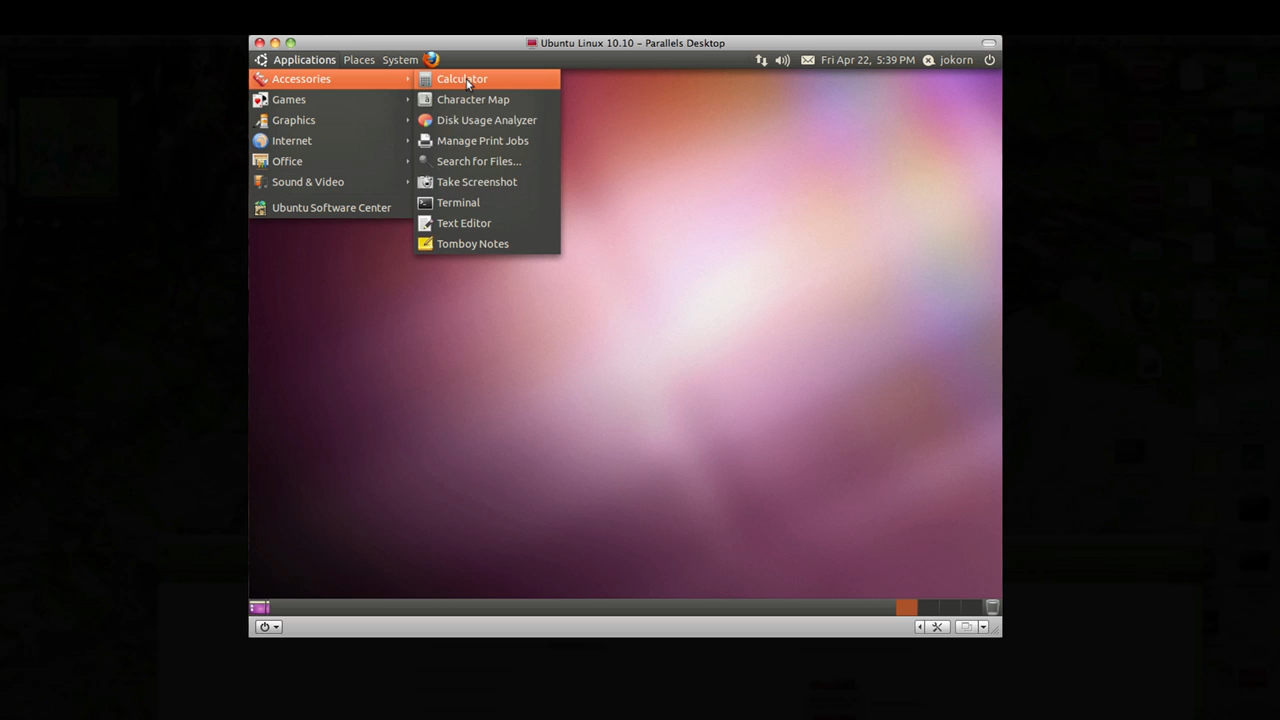 Ubuntu Linux 10.10 - Parallels Desktop
Applications Places System Fri Apr 22, 5:39 PM jokorn
Accessories
Games
Graphics
Internet
Office
Sound & Video
Ubuntu Software Center
Calculator
Character Map
Disk Usage Analyzer
Manage Print Jobs
Search for Files...
Take Screenshot
Terminal
Text Editor
Tomboy Notes